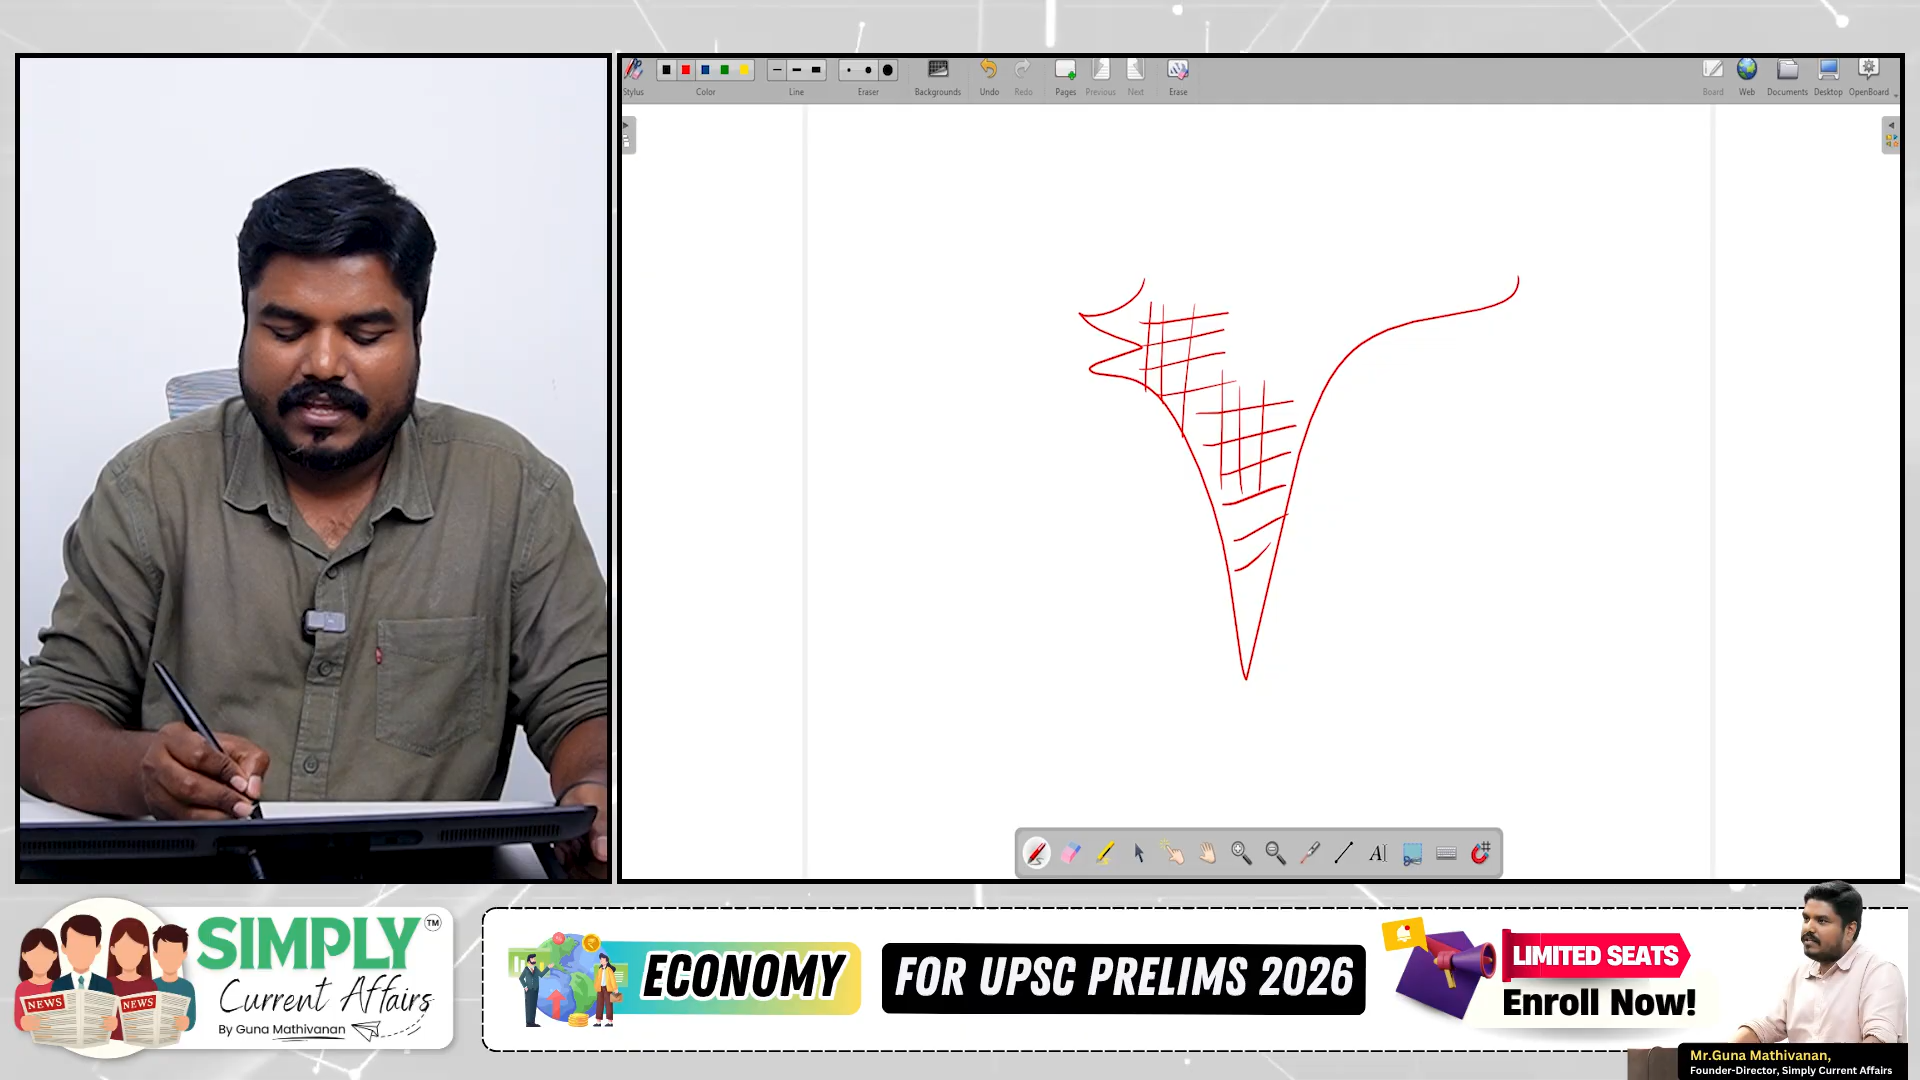 Stylus
Color
Line
Eraser
Backgrounds
Undo
Redo
Pages
Previous
Next
Erase
Board
Web
Documents
Desktop
OpenBoard
A
NEWS
NEWS
SIMPLY™
Current Affairs
By Guna Mathivanan
ECONOMY
FOR UPSC PRELIMS 2026
LIMITED SEATS
Enroll Now!
Mr.Guna Mathivanan,
Founder-Director, Simply Current Affairs